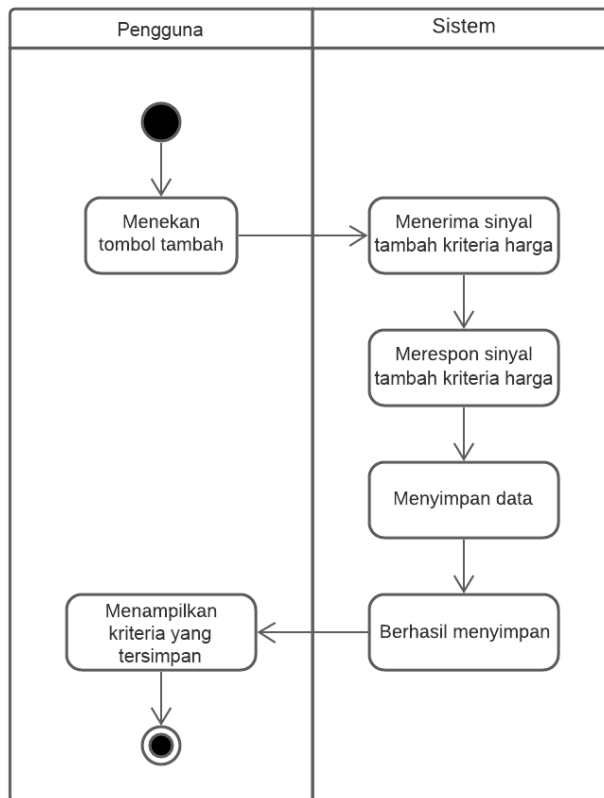 Pengguna
Sistem
Menekan
tombol tambah
Menerima sinyal
tambah kriteria harga
Merespon sinyal
tambah kriteria harga
Menyimpan data
Berhasil menyimpan
Menampilkan
kriteria yang
tersimpan